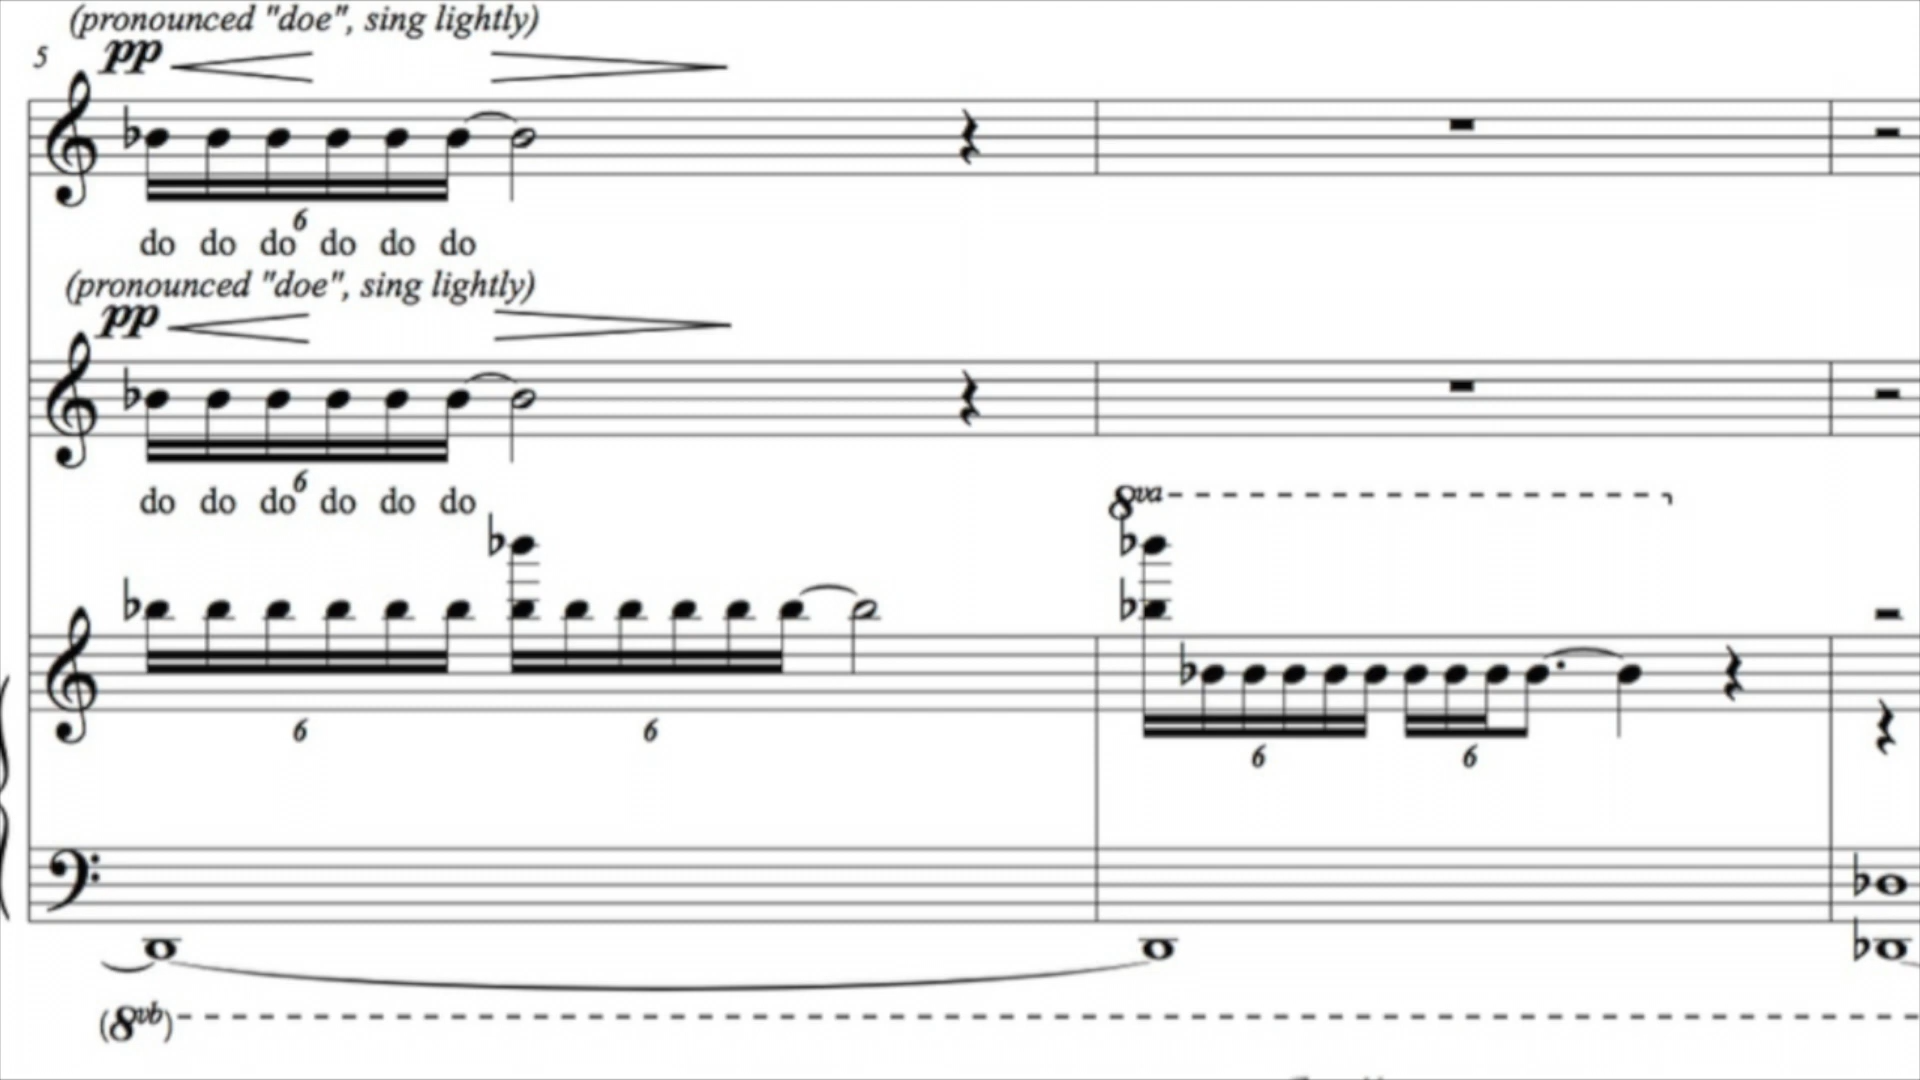 (pronounced "doe", sing lightly)
5 pp
6
do do do do do do
(pronounced "doe", sing lightly)
pp
6
do do do do do do
8va
6 6 6 6
(8vb)